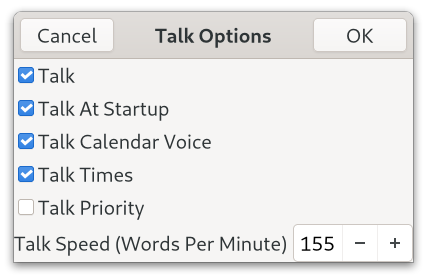 Cancel Talk Options OK
Talk
Talk At Startup
Talk Calendar Voice
Talk Times
Talk Priority
Talk Speed (Words Per Minute) 155 − +